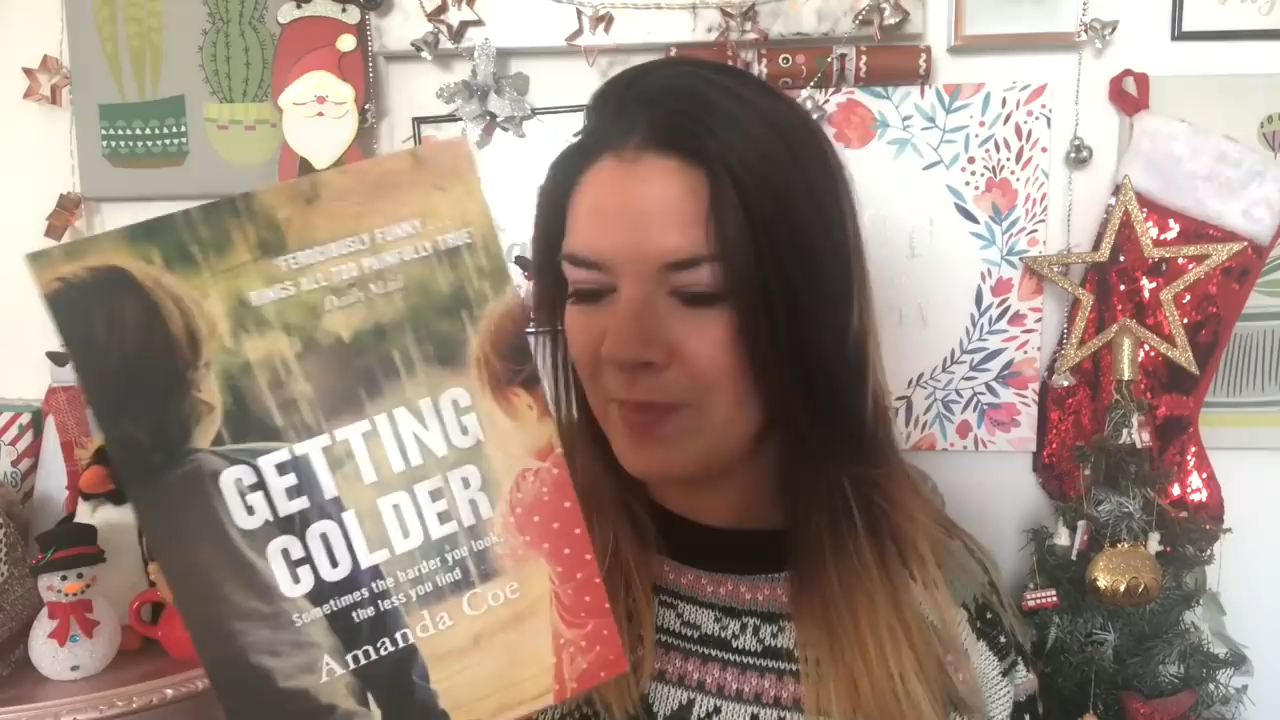 "FEROCIOUSLY FUNNY
RINGS ALL TOO PAINFULLY TRUE"
Daily Mail
GETTING
COLDER
Sometimes the harder you look,
the less you find
Amanda Coe